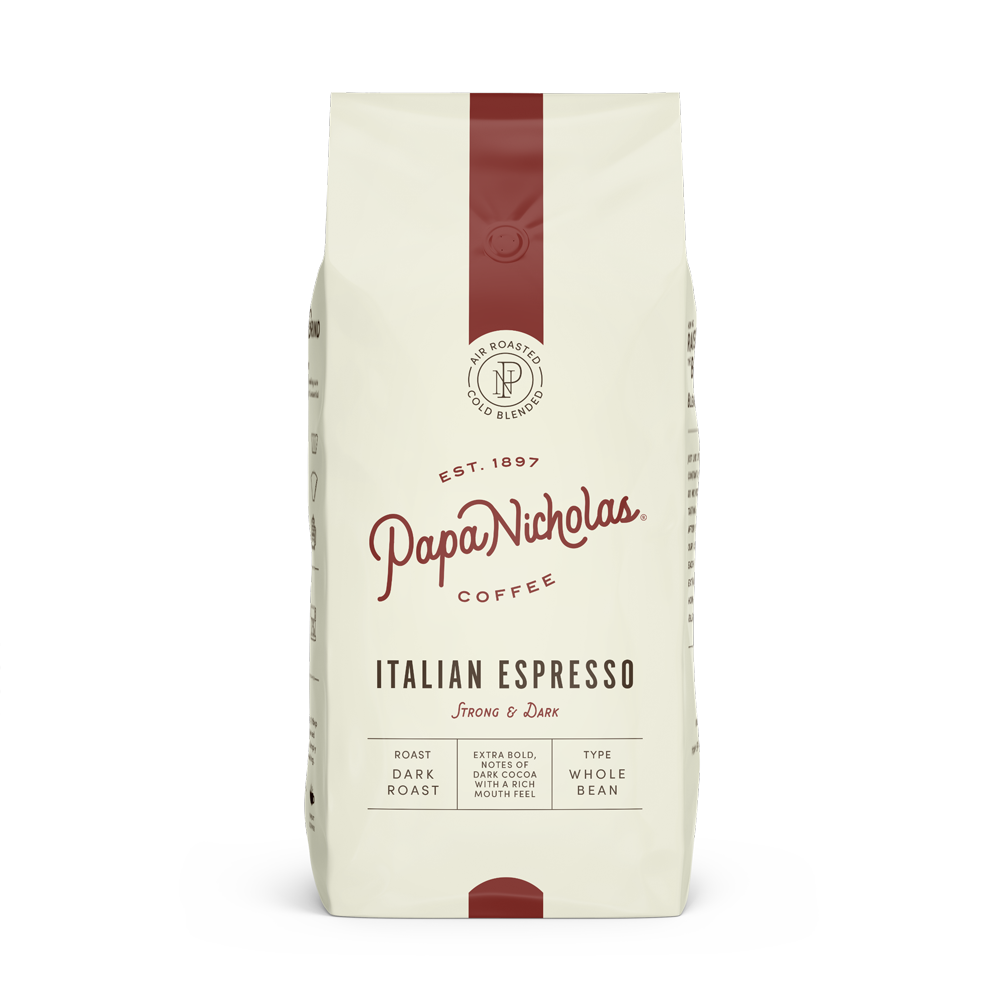 AIR ROASTED
PN
COLD BLENDED
EST. 1897
PapaNicholas®
COFFEE
ITALIAN ESPRESSO
STRONG & DARK
ROAST
DARK
ROAST
EXTRA BOLD,
NOTES OF
DARK COCOA
WITH A RICH
MOUTH FEEL
TYPE
WHOLE
BEAN